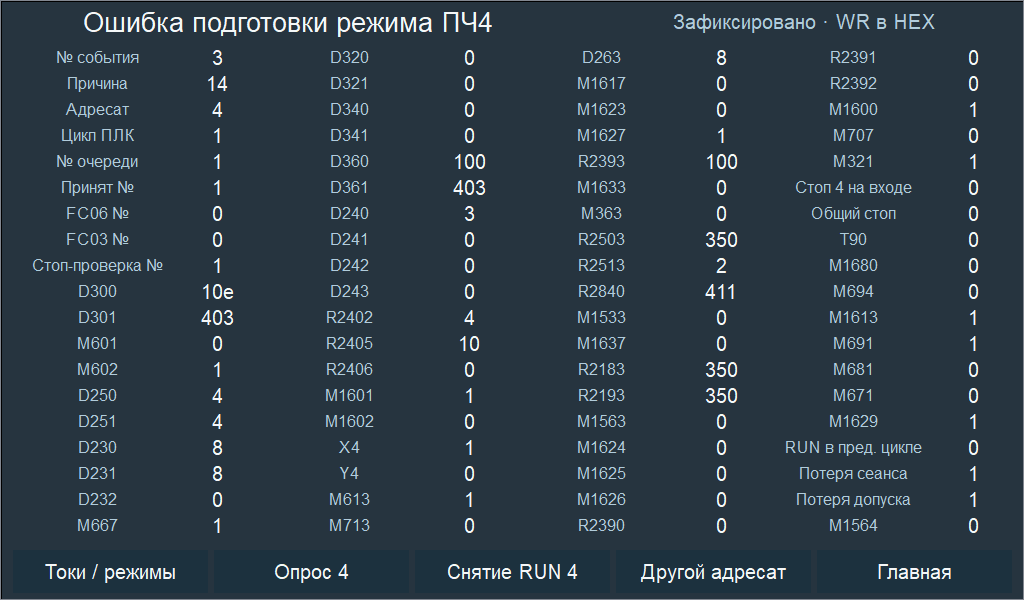 Ошибка подготовки режима ПЧ4 Зафиксировано · WR в HEX
№ события 3 D320 0 D263 8 R2391 0
Причина 14 D321 0 M1617 0 R2392 0
Адресат 4 D340 0 M1623 0 M1600 1
Цикл ПЛК 1 D341 0 M1627 1 M707 0
№ очереди 1 D360 100 R2393 100 M321 1
Принят № 1 D361 403 M1633 0 Стоп 4 на входе 0
FC06 № 0 D240 3 M363 0 Общий стоп 0
FC03 № 0 D241 0 R2503 350 T90 0
Стоп-проверка № 1 D242 0 R2513 2 M1680 0
D300 10e D243 0 R2840 411 M694 0
D301 403 R2402 4 M1533 0 M1613 1
M601 0 R2405 10 M1637 0 M691 1
M602 1 R2406 0 R2183 350 M681 0
D250 4 M1601 1 R2193 350 M671 0
D251 4 M1602 0 M1563 0 M1629 1
D230 8 X4 1 M1624 0 RUN в пред. цикле 0
D231 8 Y4 0 M1625 0 Потеря сеанса 1
D232 0 M613 1 M1626 0 Потеря допуска 1
M667 1 M713 0 R2390 0 M1564 0
Токи / режимы Опрос 4 Снятие RUN 4 Другой адресат Главная